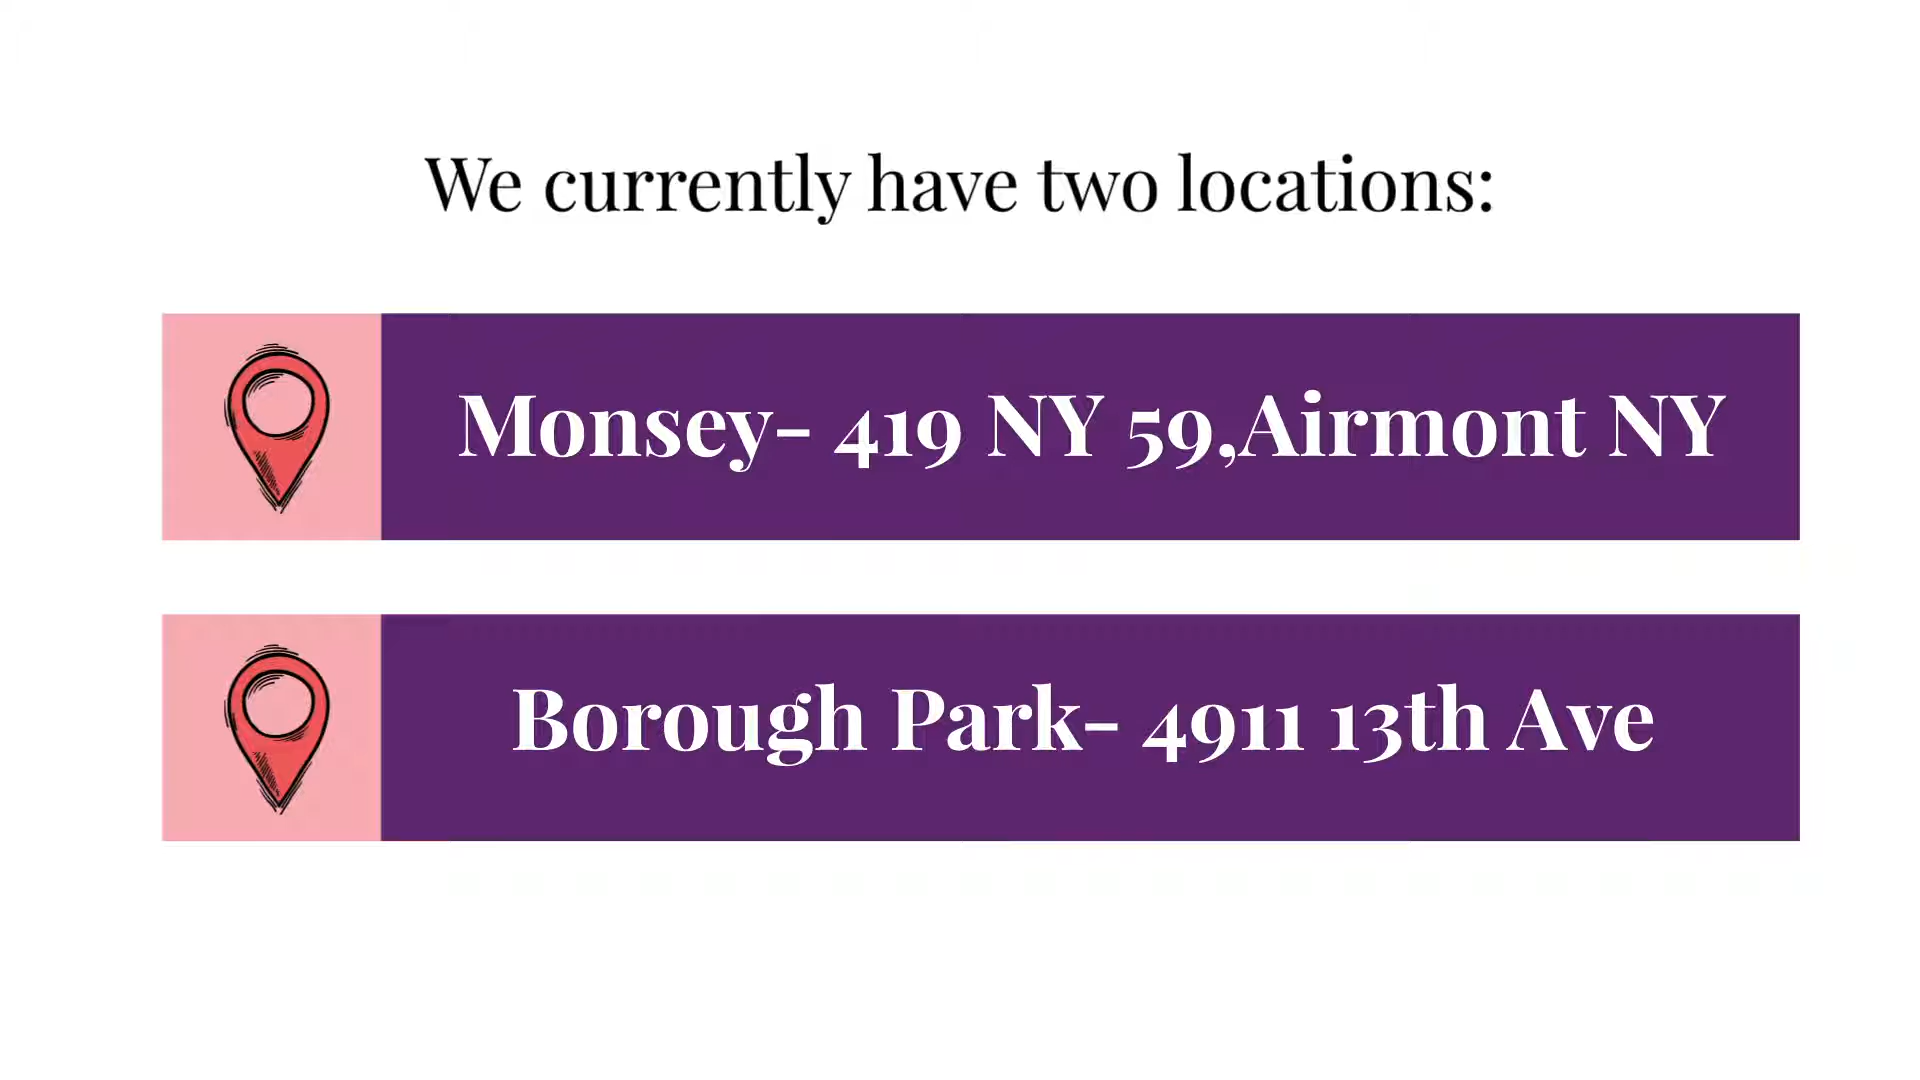 We currently have two locations:
Monsey- 419 NY 59,Airmont NY
Borough Park- 4911 13th Ave